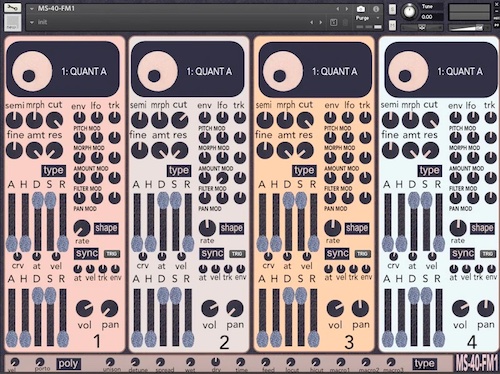 MS-40-FM1
Purge
Tune
0.00
init
1: QUANT A
1: QUANT A
1: QUANT A
1: QUANT A
semi mrph cut env lfo trk
semi mrph cut env lfo trk
semi mrph cut env lfo trk
semi mrph cut env lfo trk
PITCH MOD
PITCH MOD
PITCH MOD
PITCH MOD
fine amt res
fine amt res
fine amt res
fine amt res
MORPH MOD
MORPH MOD
MORPH MOD
MORPH MOD
type AMOUNT MOD
type AMOUNT MOD
type AMOUNT MOD
type AMOUNT MOD
A H D S R FILTER MOD
A H D S R FILTER MOD
A H D S R FILTER MOD
A H D S R FILTER MOD
PAN MOD
PAN MOD
PAN MOD
PAN MOD
shape
shape
shape
shape
rate
rate
rate
rate
sync TRIG
sync TRIG
sync TRIG
sync TRIG
crv at vel
crv at vel
crv at vel
crv at vel
at vel trk env
at vel trk env
at vel trk env
at vel trk env
A H D S R
A H D S R
A H D S R
A H D S R
vol pan
vol pan
vol pan
vol pan
1
2
3
4
vel porto poly unison detune spread wet dry time feed locut hicut macro1 macro2 macro3 type MS-40-FM1